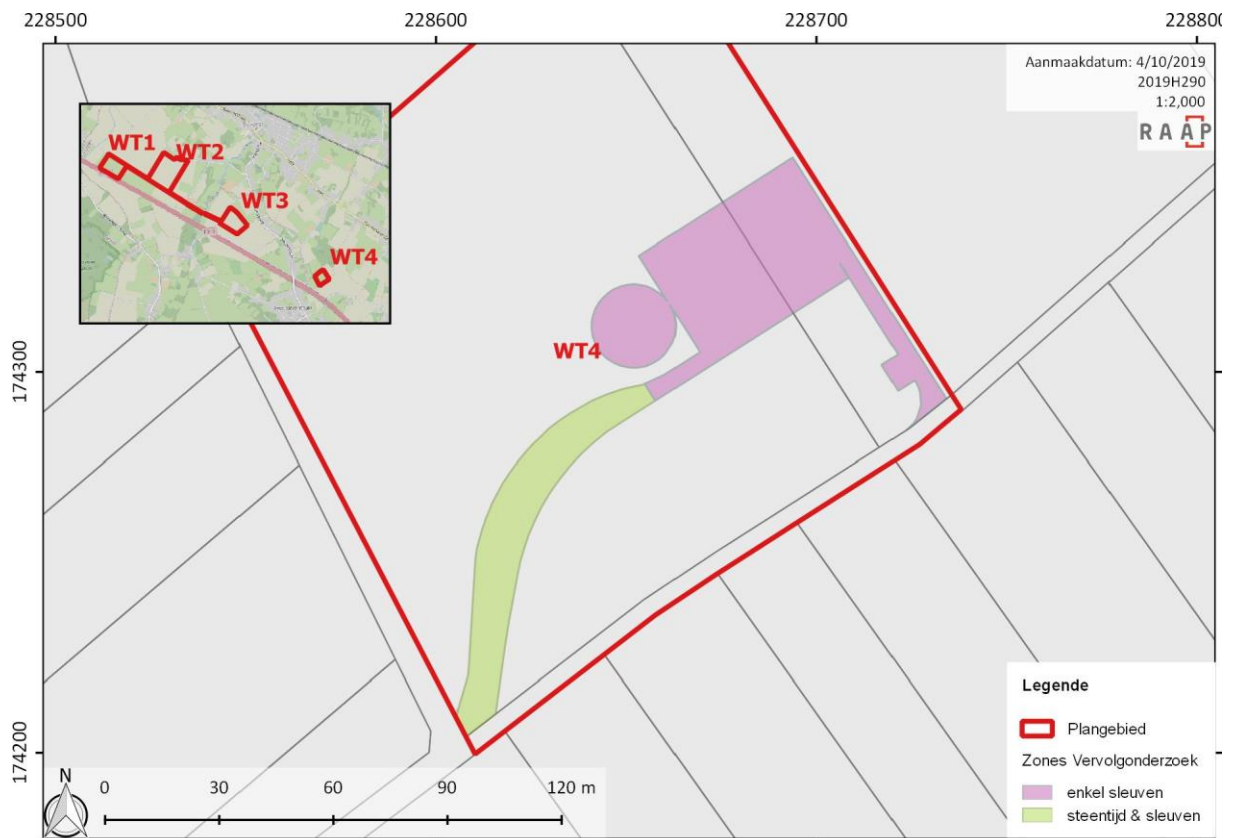 228500 228600 228700 228800
Aanmaakdatum: 4/10/2019
2019H290
1:2,000
RAAP
WT1
WT2
WT3
WT4
WT4
174300
174200
N
0 30 60 90 120 m
Legende
Plangebied
Zones Vervolgonderzoek
enkel sleuven
steentijd & sleuven